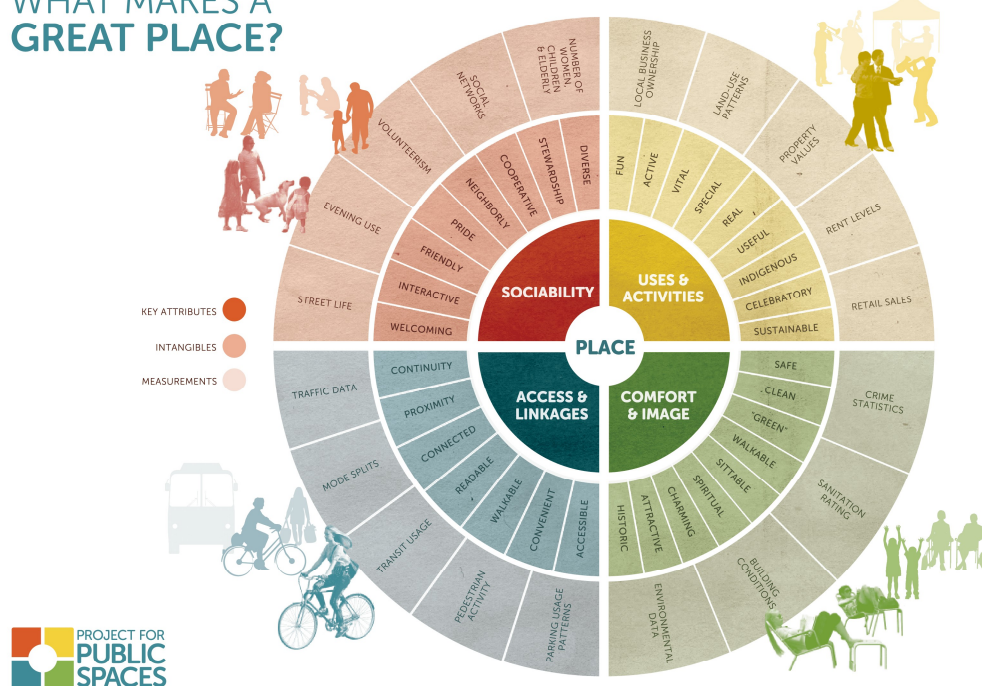 WHAT MAKES A
GREAT PLACE?
KEY ATTRIBUTES
INTANGIBLES
MEASUREMENTS
PLACE
SOCIABILITY
USES &
ACTIVITIES
ACCESS &
LINKAGES
COMFORT
& IMAGE
WELCOMING
INTERACTIVE
FRIENDLY
PRIDE
NEIGHBORLY
COOPERATIVE
STEWARDSHIP
DIVERSE
STREET LIFE
EVENING USE
VOLUNTEERISM
SOCIAL
NETWORKS
NUMBER OF
WOMEN,
CHILDREN
& ELDERLY
FUN
ACTIVE
VITAL
SPECIAL
REAL
USEFUL
INDIGENOUS
CELEBRATORY
SUSTAINABLE
LOCAL BUSINESS
OWNERSHIP
LAND-USE
PATTERNS
PROPERTY
VALUES
RENT LEVELS
RETAIL SALES
SAFE
CLEAN
"GREEN"
WALKABLE
SITTABLE
SPIRITUAL
CHARMING
ATTRACTIVE
HISTORIC
CRIME
STATISTICS
SANITATION
RATING
BUILDING
CONDITIONS
ENVIRONMENTAL
DATA
CONTINUITY
PROXIMITY
CONNECTED
READABLE
WALKABLE
CONVENIENT
ACCESSIBLE
TRAFFIC DATA
MODE SPLITS
TRANSIT USAGE
PEDESTRIAN
ACTIVITY
PARKING USAGE
PATTERNS
PROJECT FOR
PUBLIC
SPACES